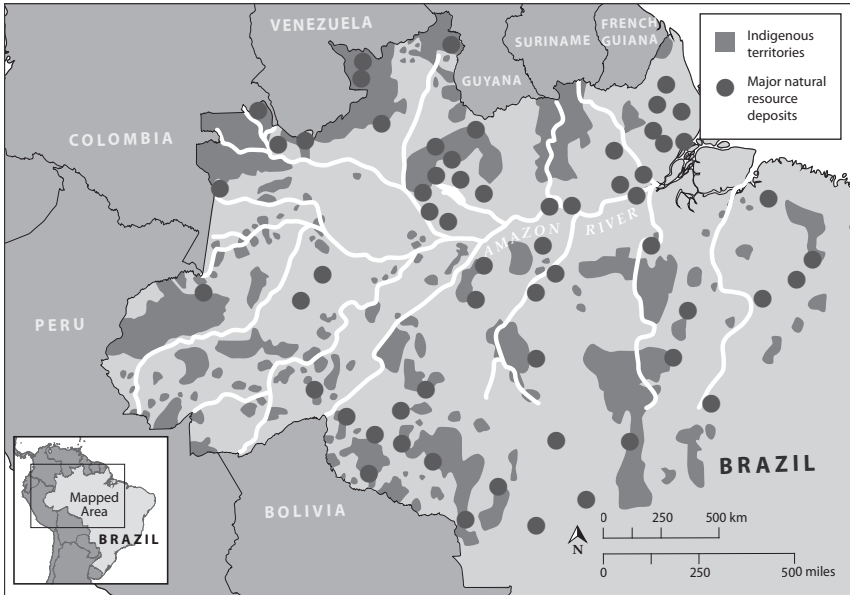 VENEZUELA
FRENCH
GUIANA
SURINAME
GUYANA
COLOMBIA
Indigenous
territories
Major natural
resource
deposits
AMAZON RIVER
PERU
BRAZIL
BOLIVIA
Mapped
Area
BRAZIL
N
0 250 500 km
0 250 500 miles